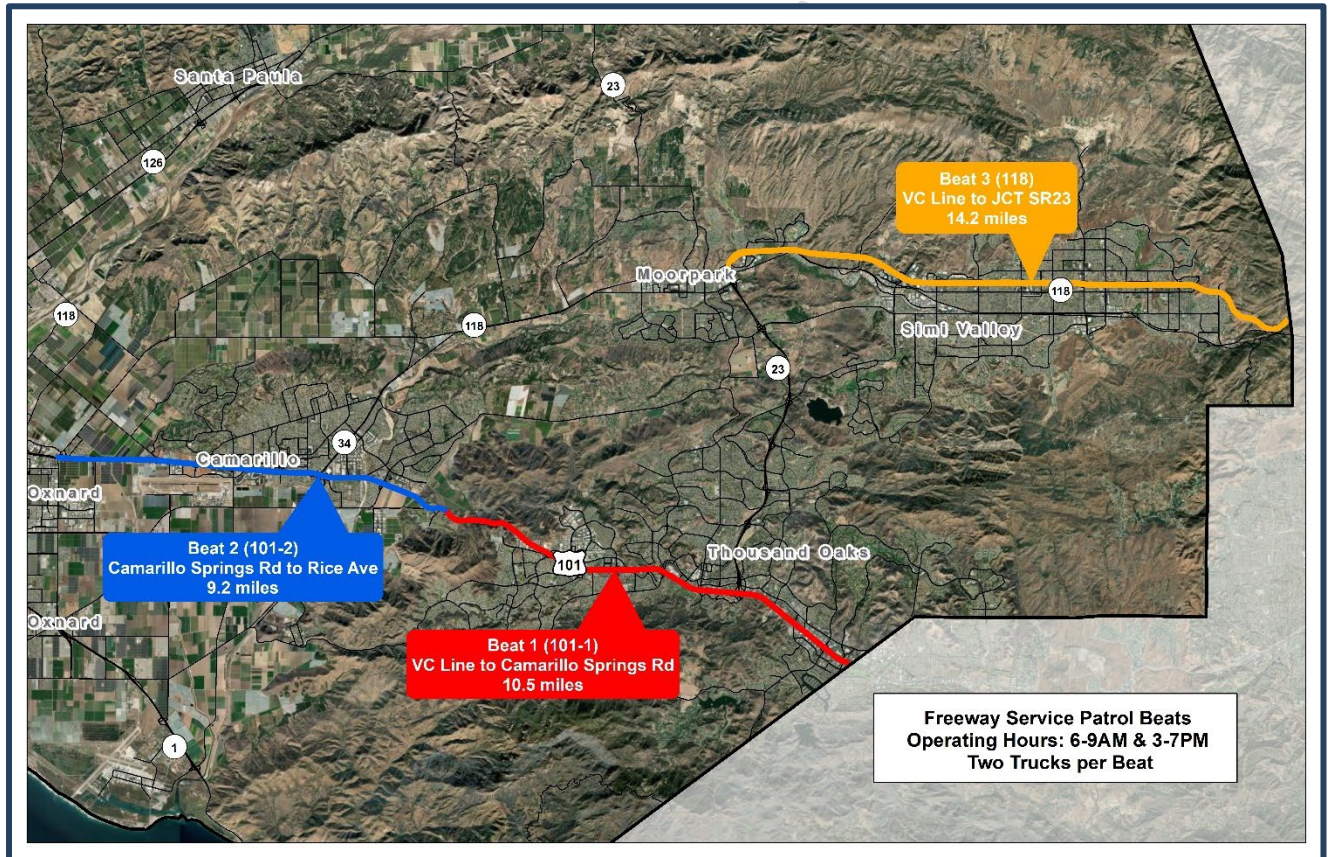 Santa Paula
23
126
Beat 3 (118)
VC Line to JCT SR23
14.2 miles
Moorpark
118
118
118
Simi Valley
23
34
Camarillo
Oxnard
Beat 2 (101-2)
Camarillo Springs Rd to Rice Ave
9.2 miles
101
Thousand Oaks
Oxnard
Beat 1 (101-1)
VC Line to Camarillo Springs Rd
10.5 miles
1
Freeway Service Patrol Beats
Operating Hours: 6-9AM & 3-7PM
Two Trucks per Beat